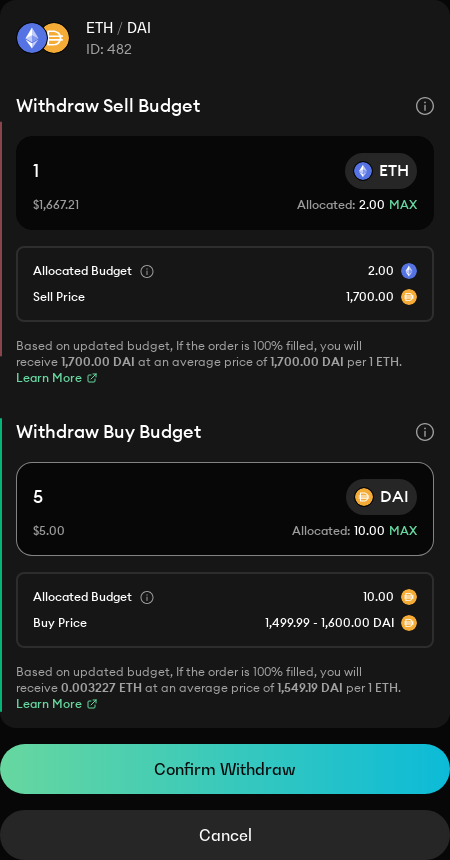 ETH / DAI
ID: 482
Withdraw Sell Budget
1
ETH
$1,667.21
Allocated: 2.00 MAX
Allocated Budget
2.00
Sell Price
1,700.00
Based on updated budget, If the order is 100% filled, you will
receive 1,700.00 DAI at an average price of 1,700.00 DAI per 1 ETH.
Learn More
Withdraw Buy Budget
5
DAI
$5.00
Allocated: 10.00 MAX
Allocated Budget
10.00
Buy Price
1,499.99 - 1,600.00 DAI
Based on updated budget, If the order is 100% filled, you will
receive 0.003227 ETH at an average price of 1,549.19 DAI per 1 ETH.
Learn More
Confirm Withdraw
Cancel